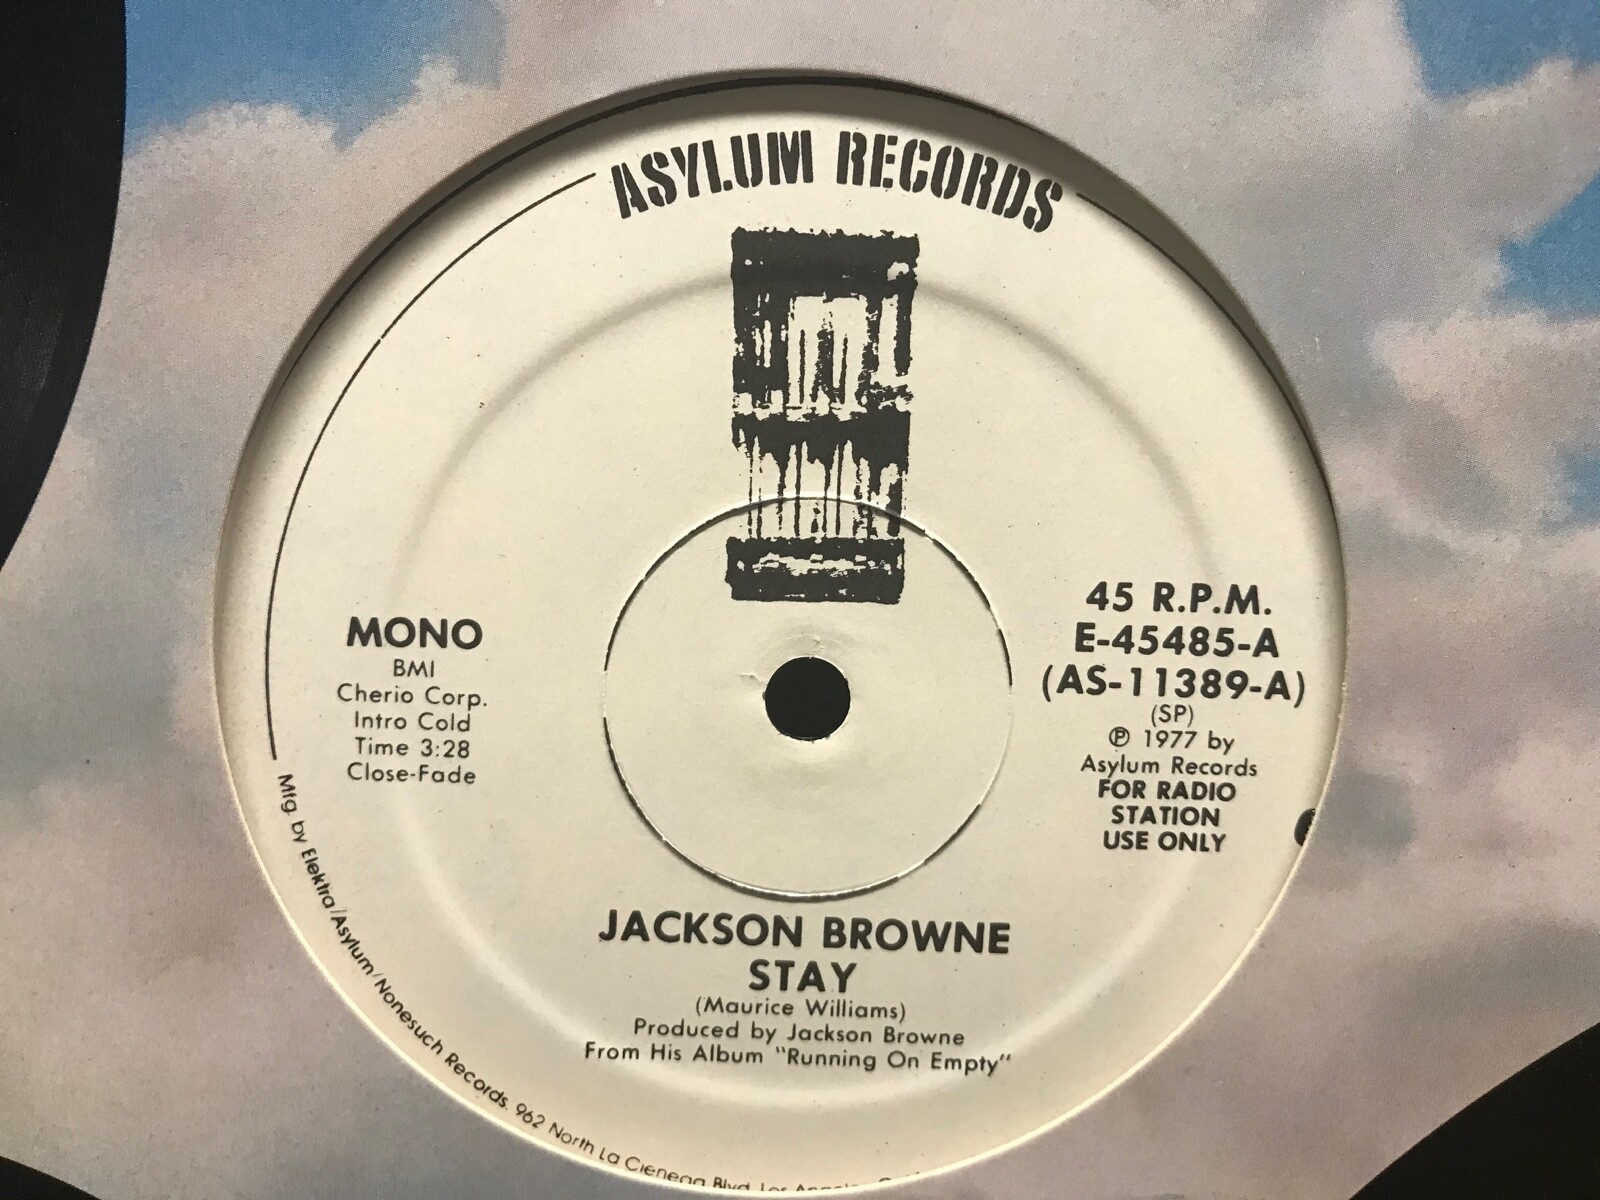 ASYLUM RECORDS
MONO
BMI
Cherio Corp.
Intro Cold
Time 3:28
Close-Fade
45 R.P.M.
E-45485-A
(AS-11389-A)
(SP)
℗ 1977 by
Asylum Records
FOR RADIO
STATION
USE ONLY
JACKSON BROWNE
STAY
(Maurice Williams)
Produced by Jackson Browne
From His Album "Running On Empty"
Mfg. by Elektra/Asylum/Nonesuch Records. 962 North La Cienega Blvd. Los Angeles,